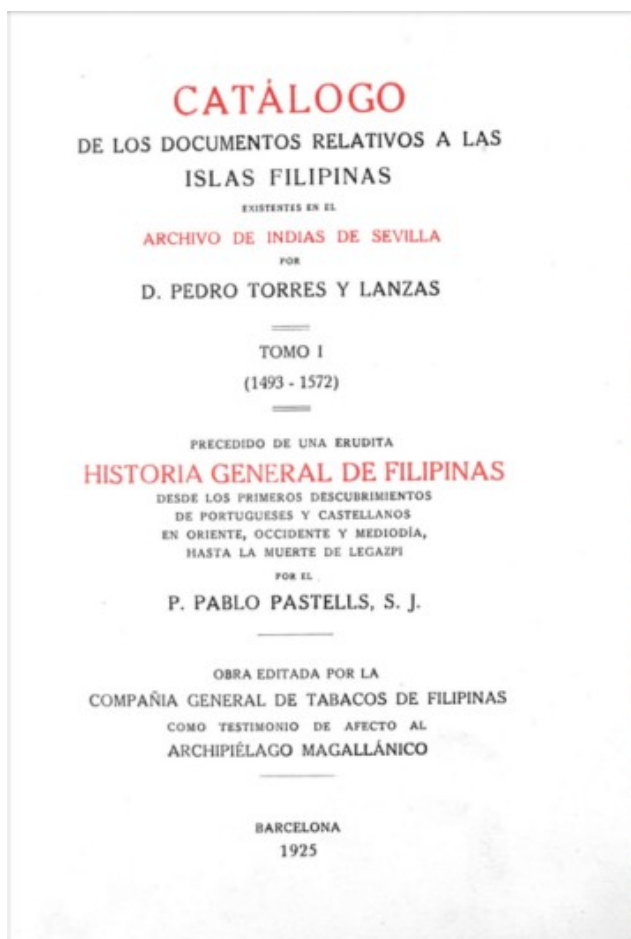 CATÁLOGO
DE LOS DOCUMENTOS RELATIVOS A LAS
ISLAS FILIPINAS
EXISTENTES EN EL
ARCHIVO DE INDIAS DE SEVILLA
POR
D. PEDRO TORRES Y LANZAS
TOMO I
(1493 - 1572)
PRECEDIDO DE UNA ERUDITA
HISTORIA GENERAL DE FILIPINAS
DESDE LOS PRIMEROS DESCUBRIMIENTOS
DE PORTUGUESES Y CASTELLANOS
EN ORIENTE, OCCIDENTE Y MEDIODÍA,
HASTA LA MUERTE DE LEGAZPI
POR EL
P. PABLO PASTELLS, S. J.
OBRA EDITADA POR LA
COMPAÑIA GENERAL DE TABACOS DE FILIPINAS
COMO TESTIMONIO DE AFECTO AL
ARCHIPIÉLAGO MAGALLÁNICO
BARCELONA
1925